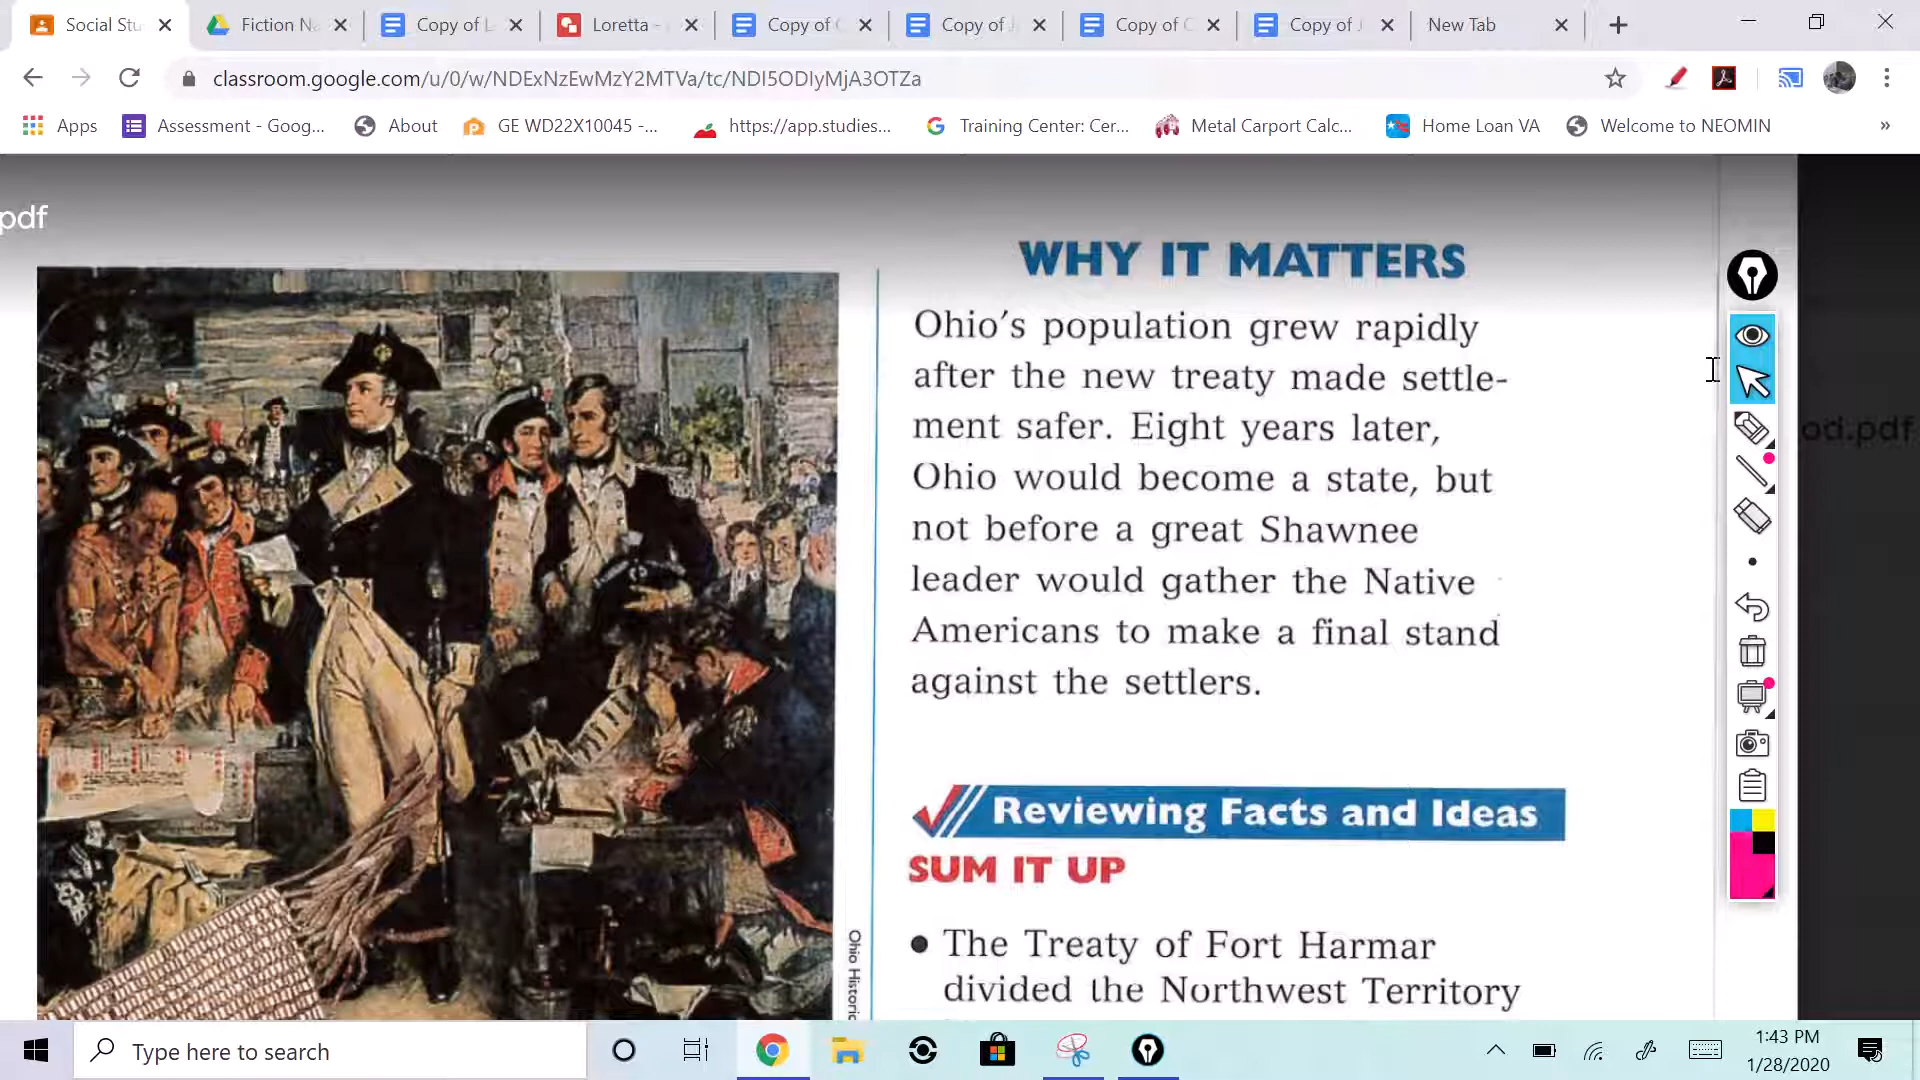 Social Stu
Fiction Na
Copy of L
Loretta -
Copy of
Copy of J
Copy of C
Copy of J
New Tab
classroom.google.com/u/0/w/NDExNzEwMzY2MTVa/tc/NDI5ODIyMjA3OTZa
Apps
Assessment - Goog...
About
GE WD22X10045 -...
https://app.studies...
Training Center: Cer...
Metal Carport Calc...
Home Loan VA
Welcome to NEOMIN
»
pdf
od.pdf
WHY IT MATTERS
Ohio's population grew rapidly
after the new treaty made settle-
ment safer. Eight years later,
Ohio would become a state, but
not before a great Shawnee
leader would gather the Native
Americans to make a final stand
against the settlers.
Reviewing Facts and Ideas
SUM IT UP
• The Treaty of Fort Harmar
divided the Northwest Territory
Ohio Historic
Type here to search
1:43 PM
1/28/2020